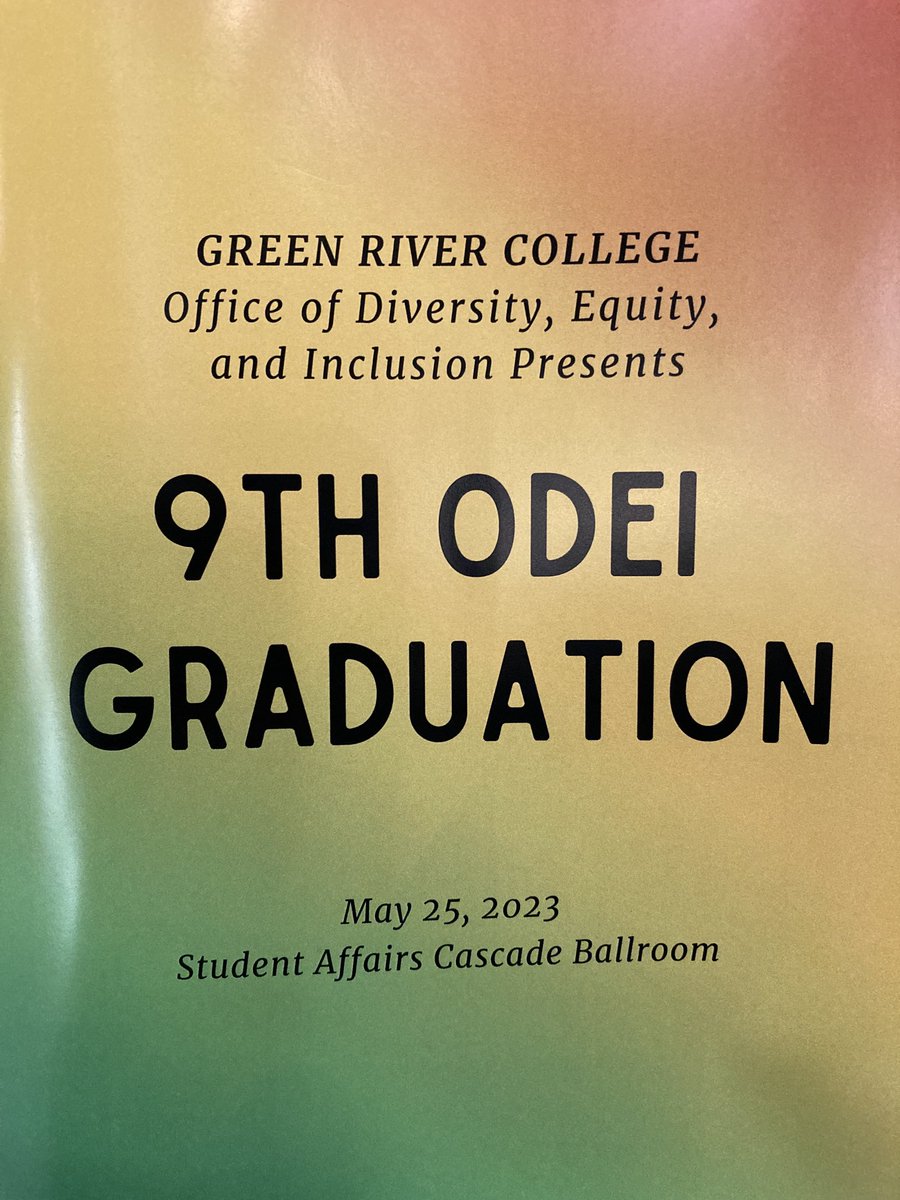 GREEN RIVER COLLEGE
Office of Diversity, Equity,
and Inclusion Presents
9TH ODEI
GRADUATION
May 25, 2023
Student Affairs Cascade Ballroom